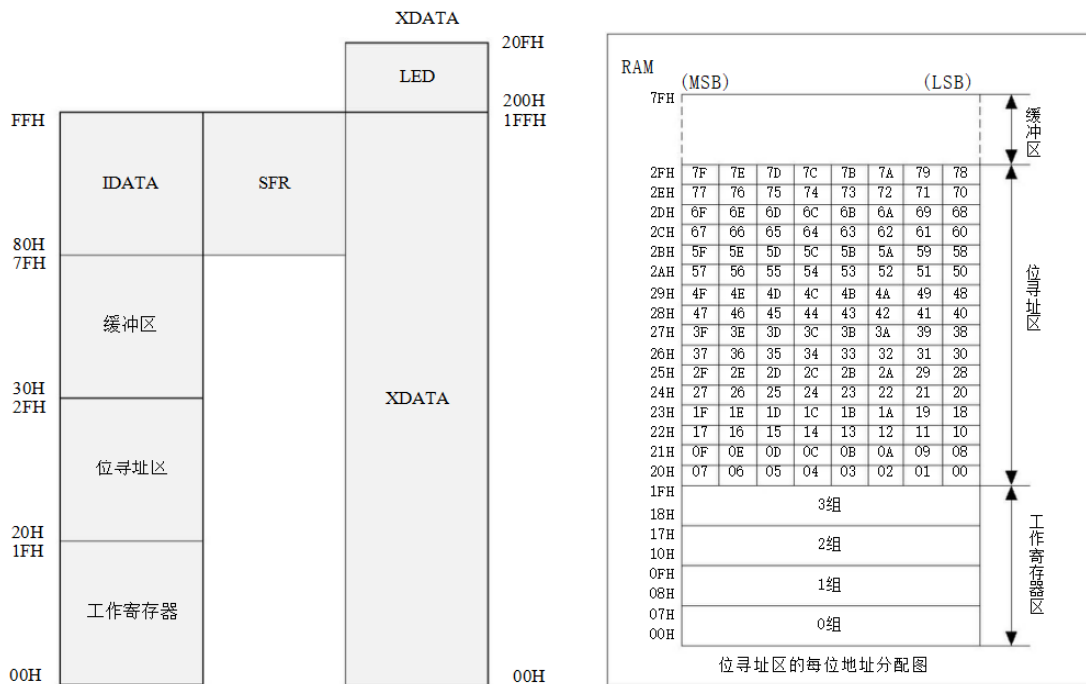 XDATA
20FH
LED
200H
FFH
1FFH
IDATA
SFR
80H
7FH
缓冲区
30H
2FH
XDATA
位寻址区
20H
1FH
工作寄存器
00H
00H
RAM
(MSB) (LSB)
7FH
缓冲区
2FH 7F 7E 7D 7C 7B 7A 79 78
2EH 77 76 75 74 73 72 71 70
2DH 6F 6E 6D 6C 6B 6A 69 68
2CH 67 66 65 64 63 62 61 60
2BH 5F 5E 5D 5C 5B 5A 59 58
2AH 57 56 55 54 53 52 51 50
29H 4F 4E 4D 4C 4B 4A 49 48
28H 47 46 45 44 43 42 41 40
27H 3F 3E 3D 3C 3B 3A 39 38
26H 37 36 35 34 33 32 31 30
25H 2F 2E 2D 2C 2B 2A 29 28
24H 27 26 25 24 23 22 21 20
23H 1F 1E 1D 1C 1B 1A 19 18
22H 17 16 15 14 13 12 11 10
21H 0F 0E 0D 0C 0B 0A 09 08
20H 07 06 05 04 03 02 01 00
位寻址区
1FH
3组
18H
17H
2组
10H
0FH
1组
08H
07H
0组
00H
工作寄存器区
位寻址区的每位地址分配图